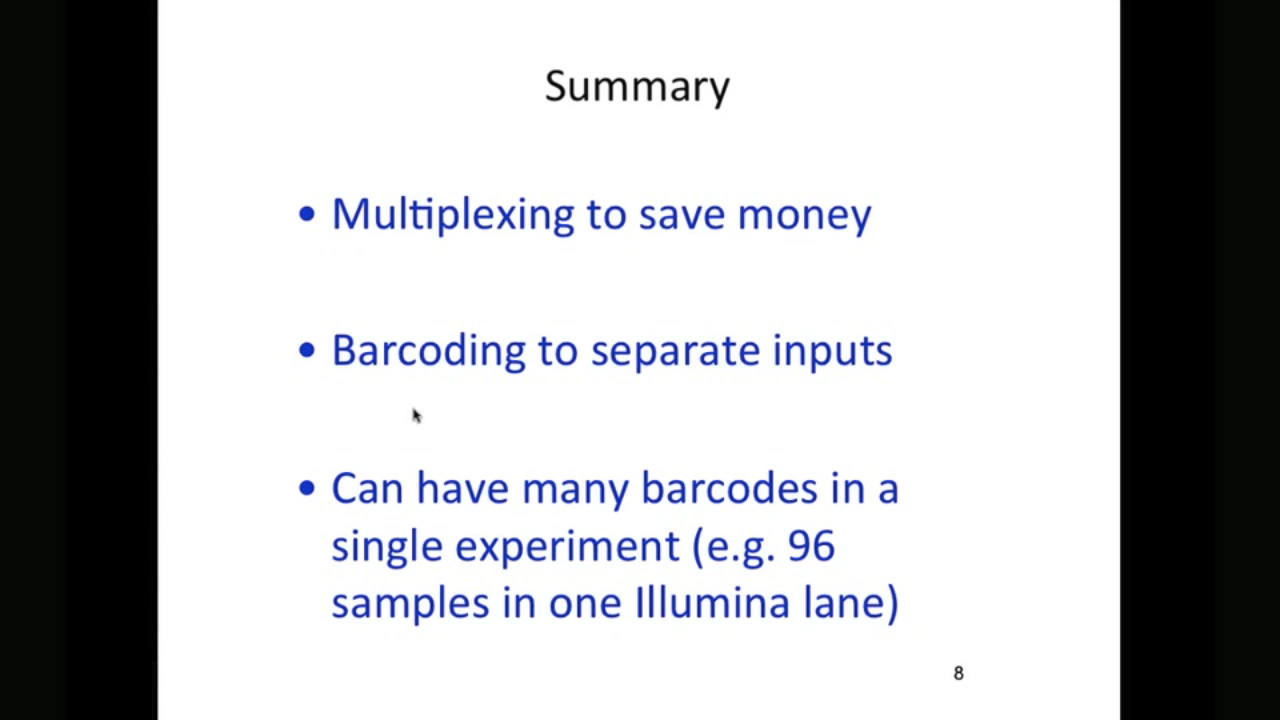 Summary
• Multiplexing to save money
• Barcoding to separate inputs
• Can have many barcodes in a
single experiment (e.g. 96
samples in one Illumina lane)
8